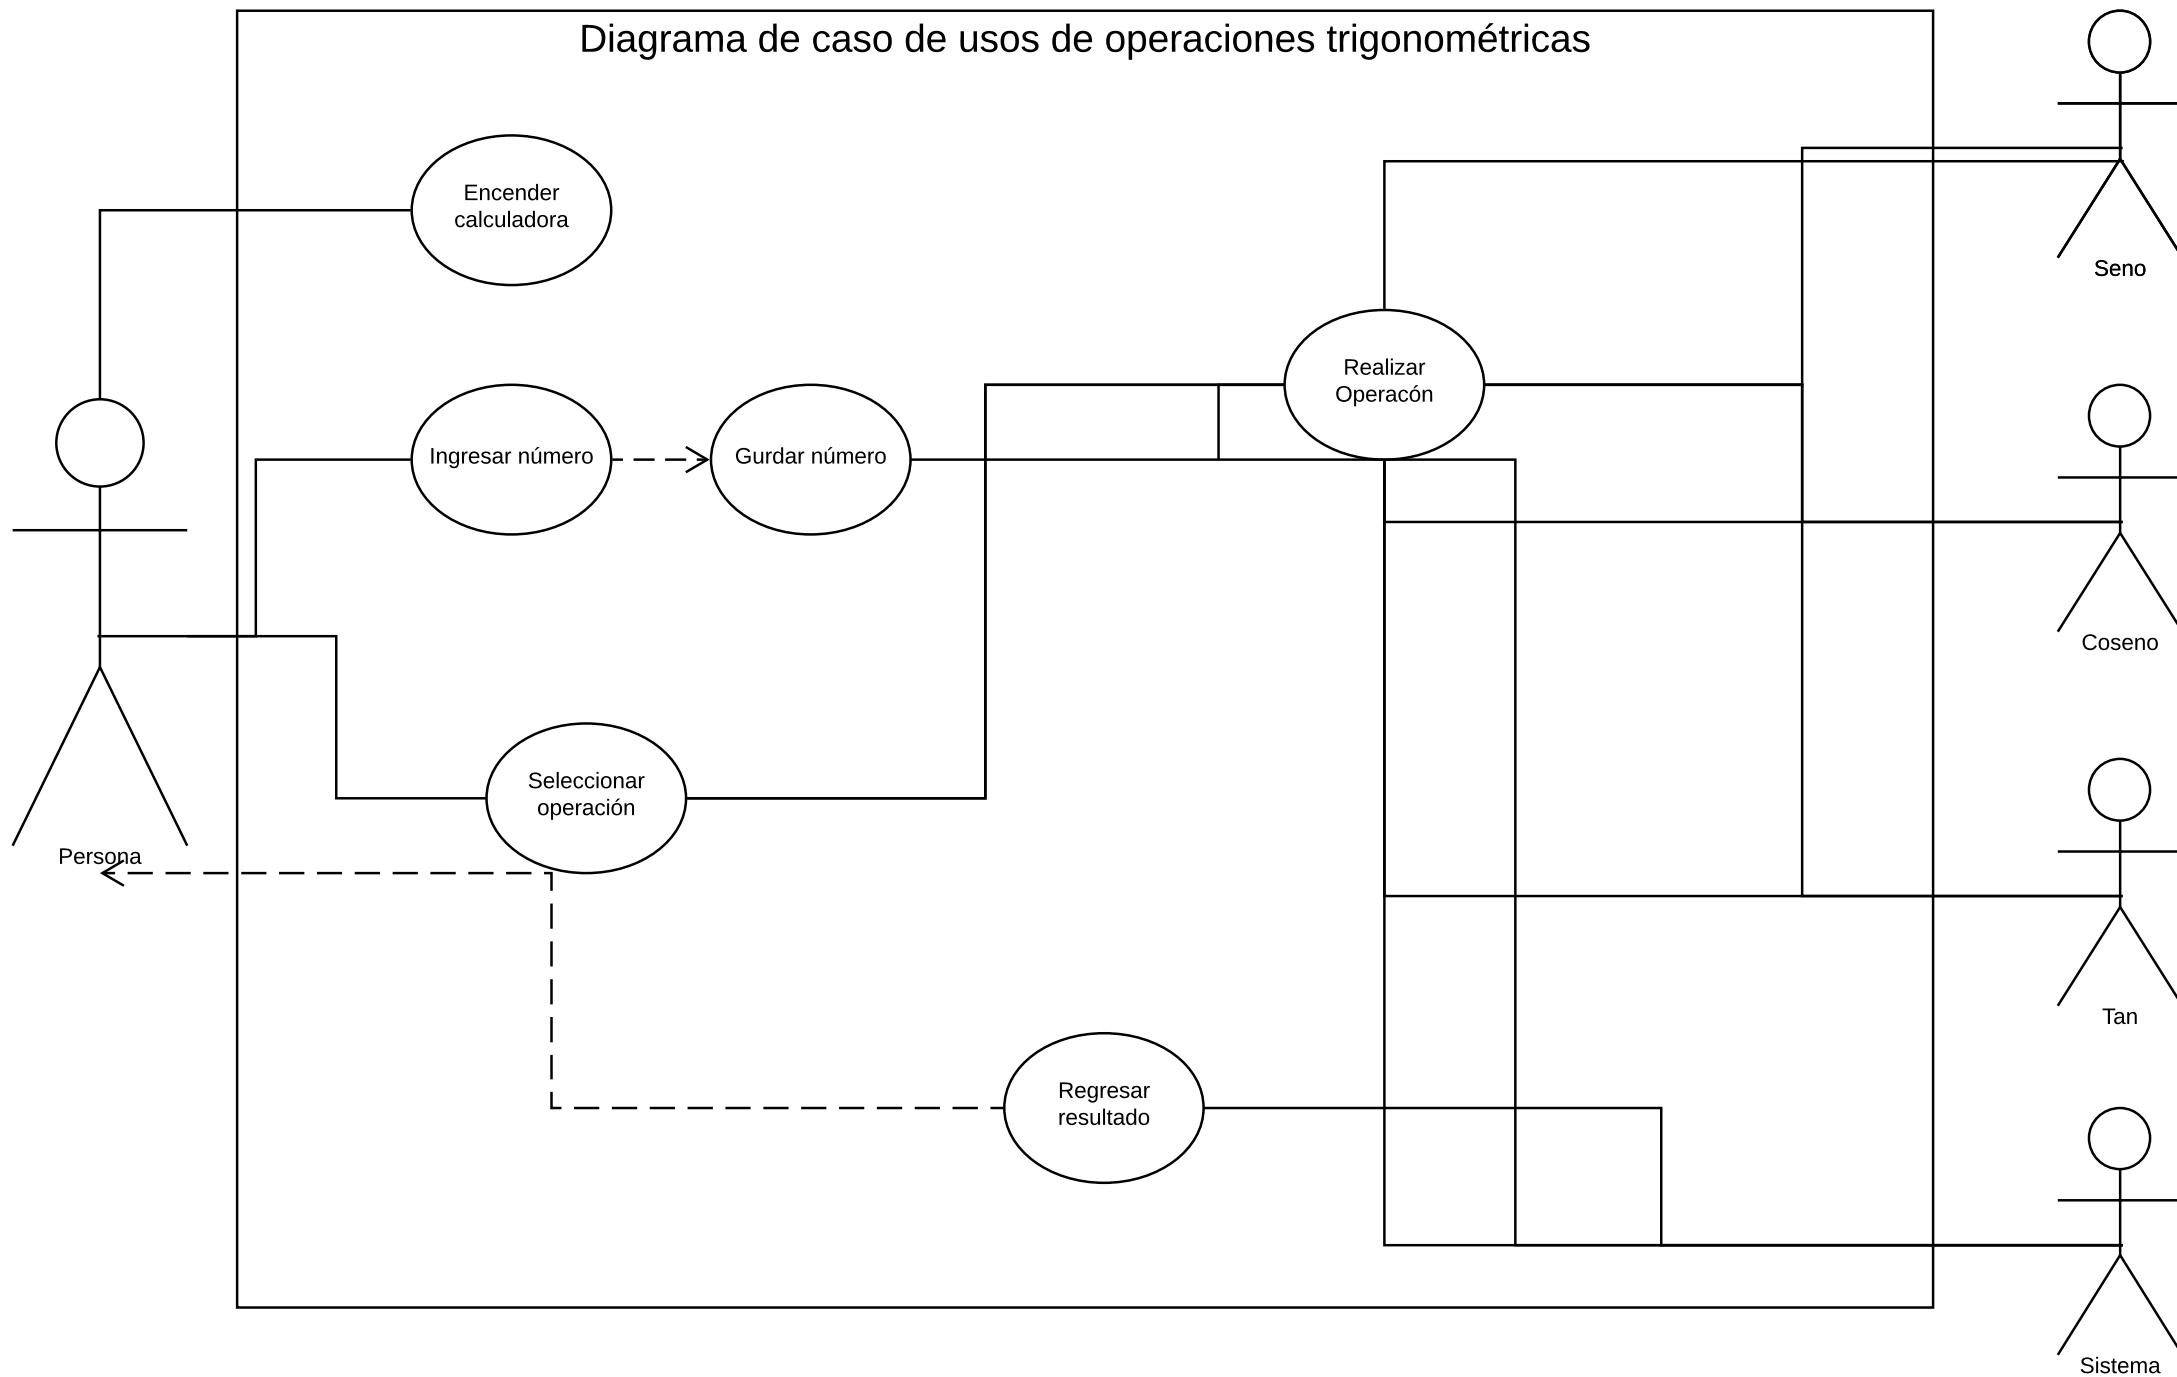 Diagrama de caso de usos de operaciones trigonométricas
Encender
calculadora
Seno
Realizar
Operacón
Ingresar número
Gurdar número
Coseno
Seleccionar
operación
Persona
Tan
Regresar
resultado
Sistema